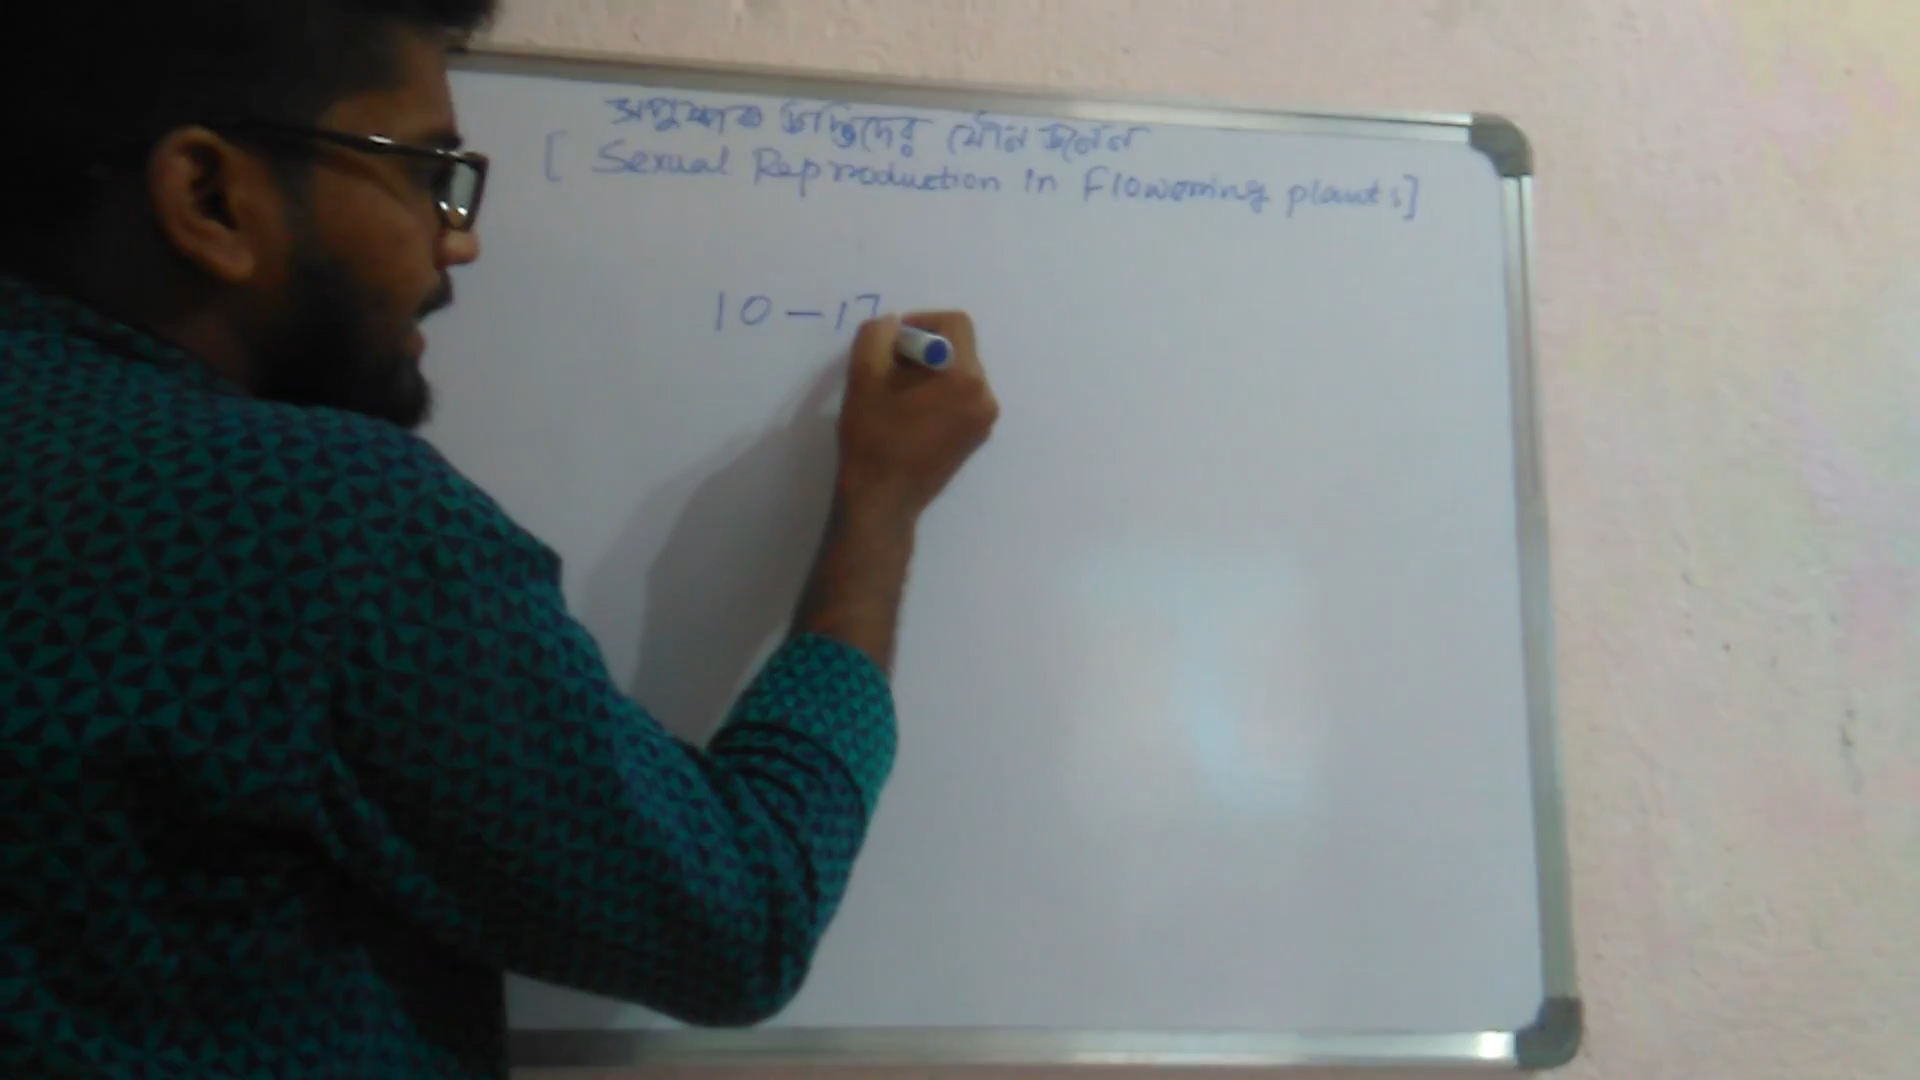 সপুষ্পক উদ্ভিদের যৌন জনন
[ Sexual Reproduction in Flowering plants]
10-17